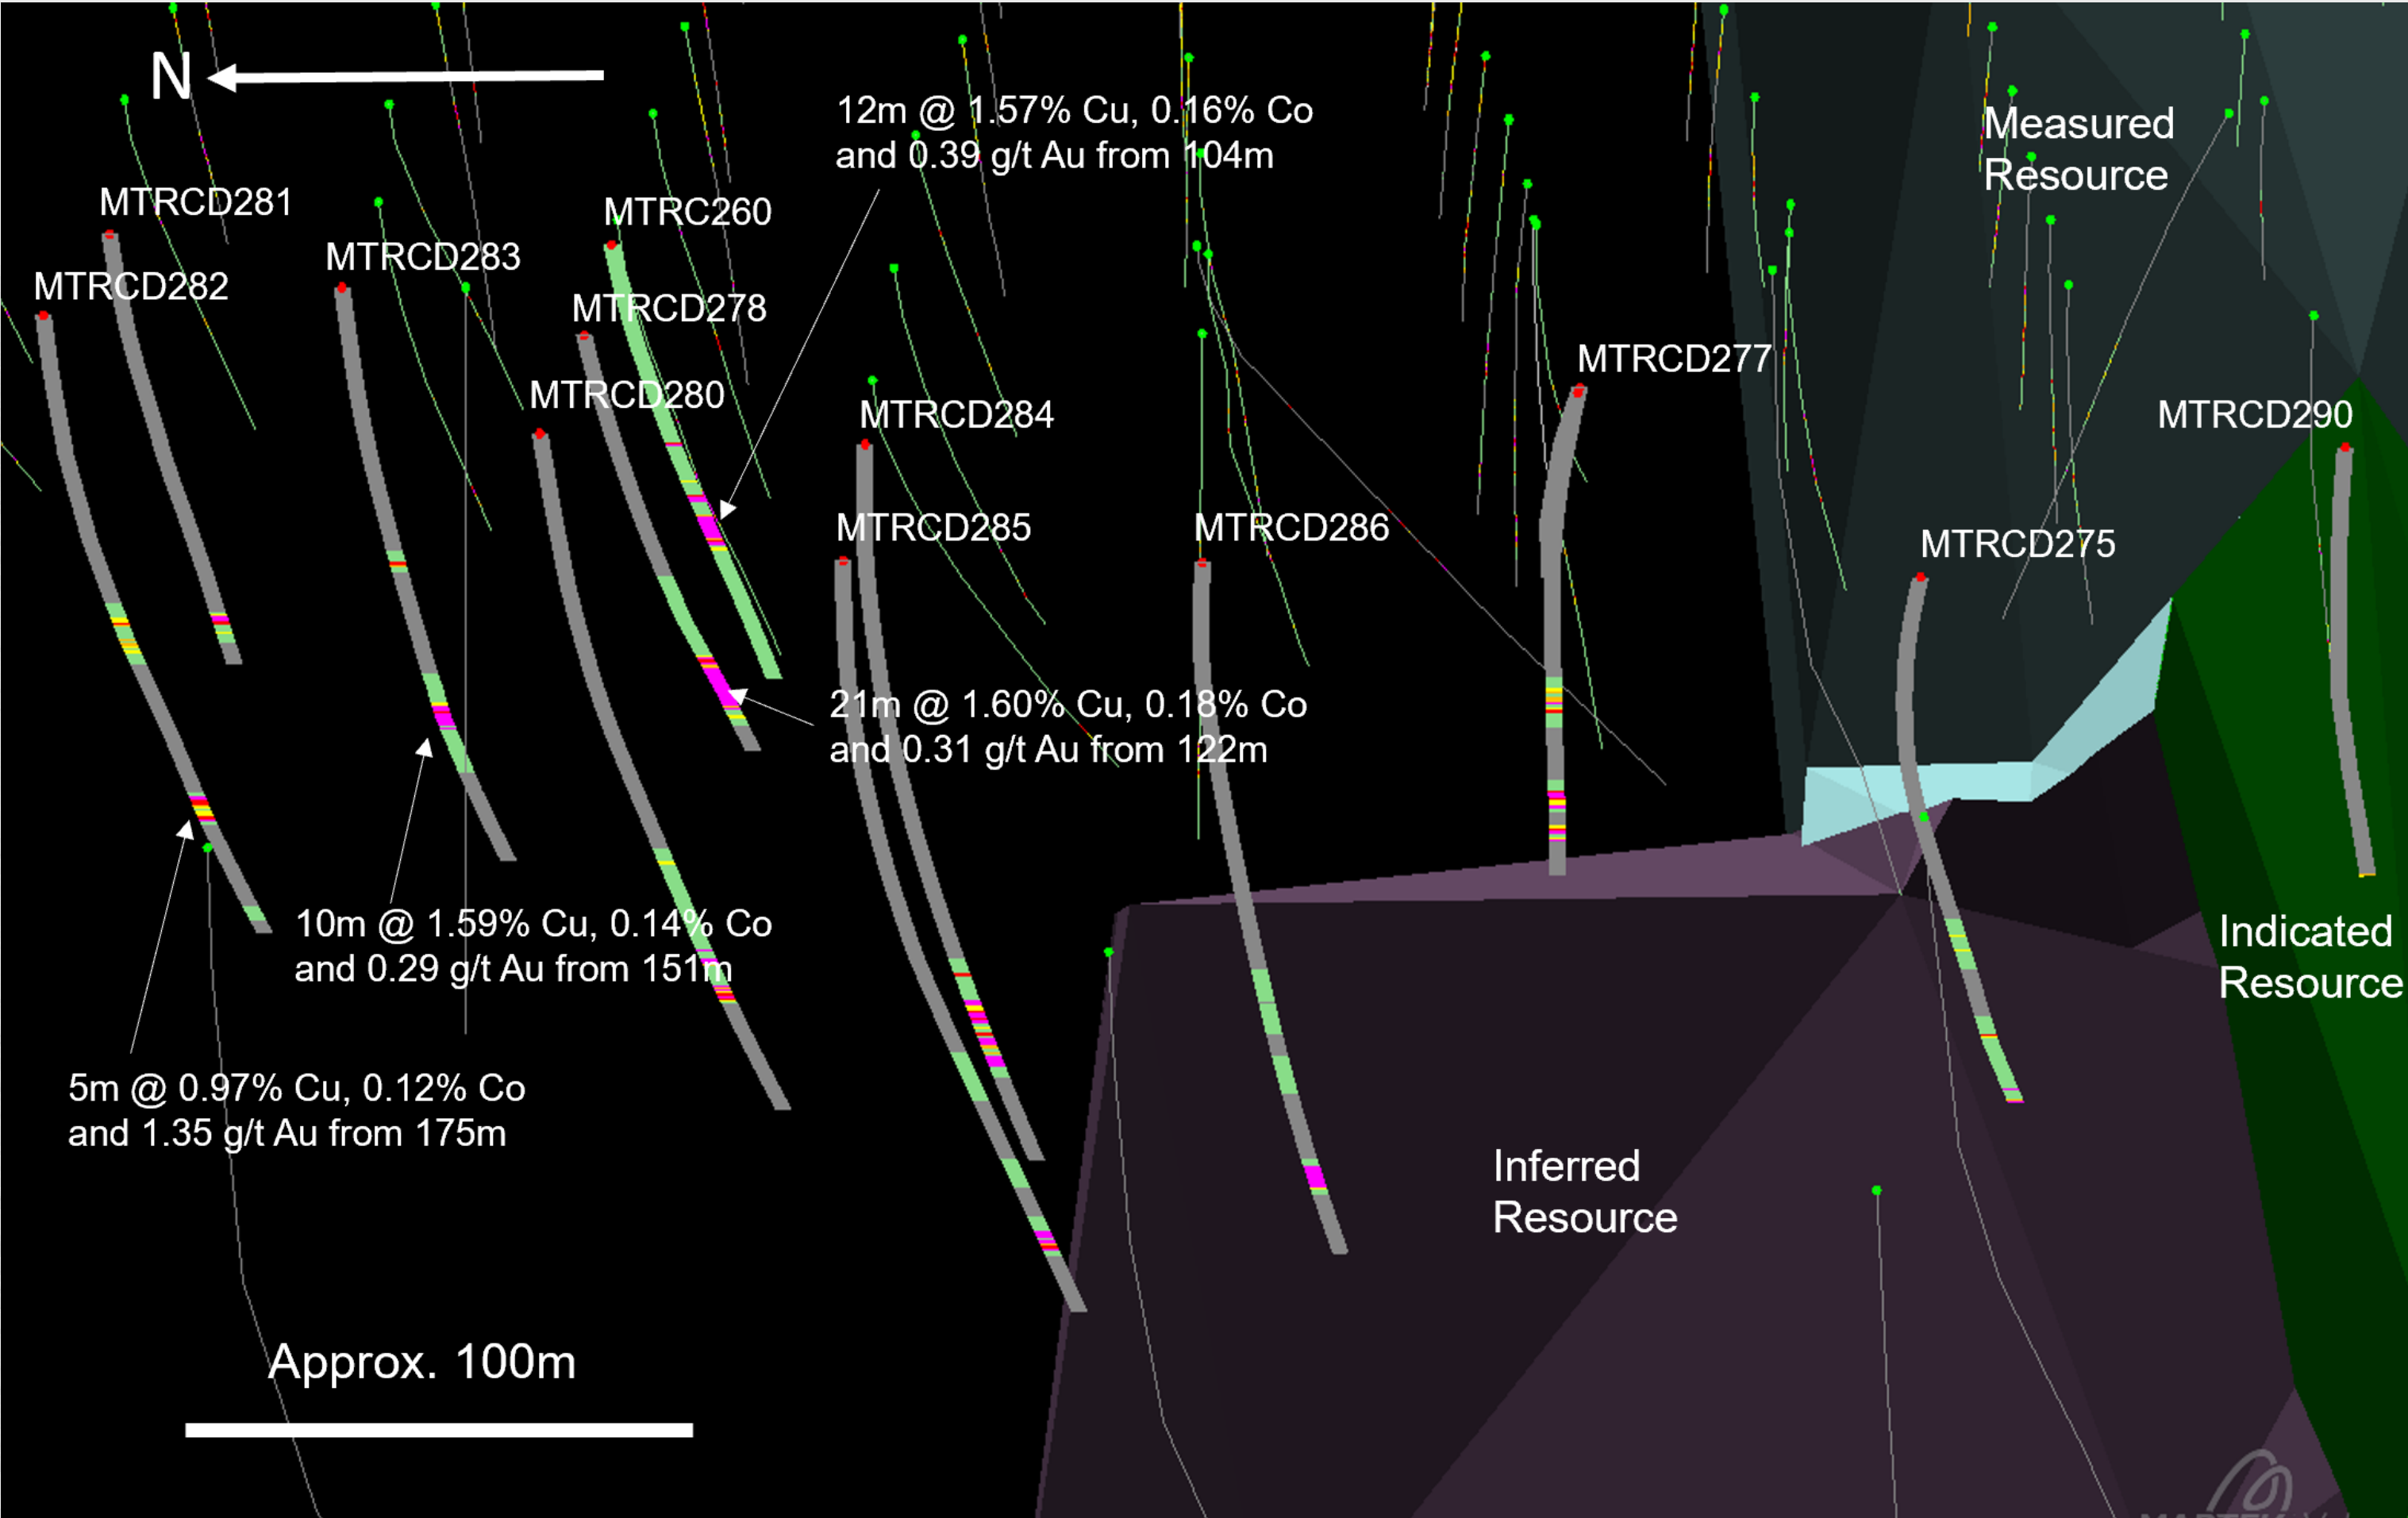 N
12m @ 1.57% Cu, 0.16% Co
and 0.39 g/t Au from 104m
Measured
Resource
MTRCD281
MTRC260
MTRCD283
MTRCD282
MTRCD278
MTRCD277
MTRCD280
MTRCD284
MTRCD290
MTRCD285
MTRCD286
MTRCD275
21m @ 1.60% Cu, 0.18% Co
and 0.31 g/t Au from 122m
10m @ 1.59% Cu, 0.14% Co
and 0.29 g/t Au from 151m
Indicated
Resource
5m @ 0.97% Cu, 0.12% Co
and 1.35 g/t Au from 175m
Inferred
Resource
Approx. 100m